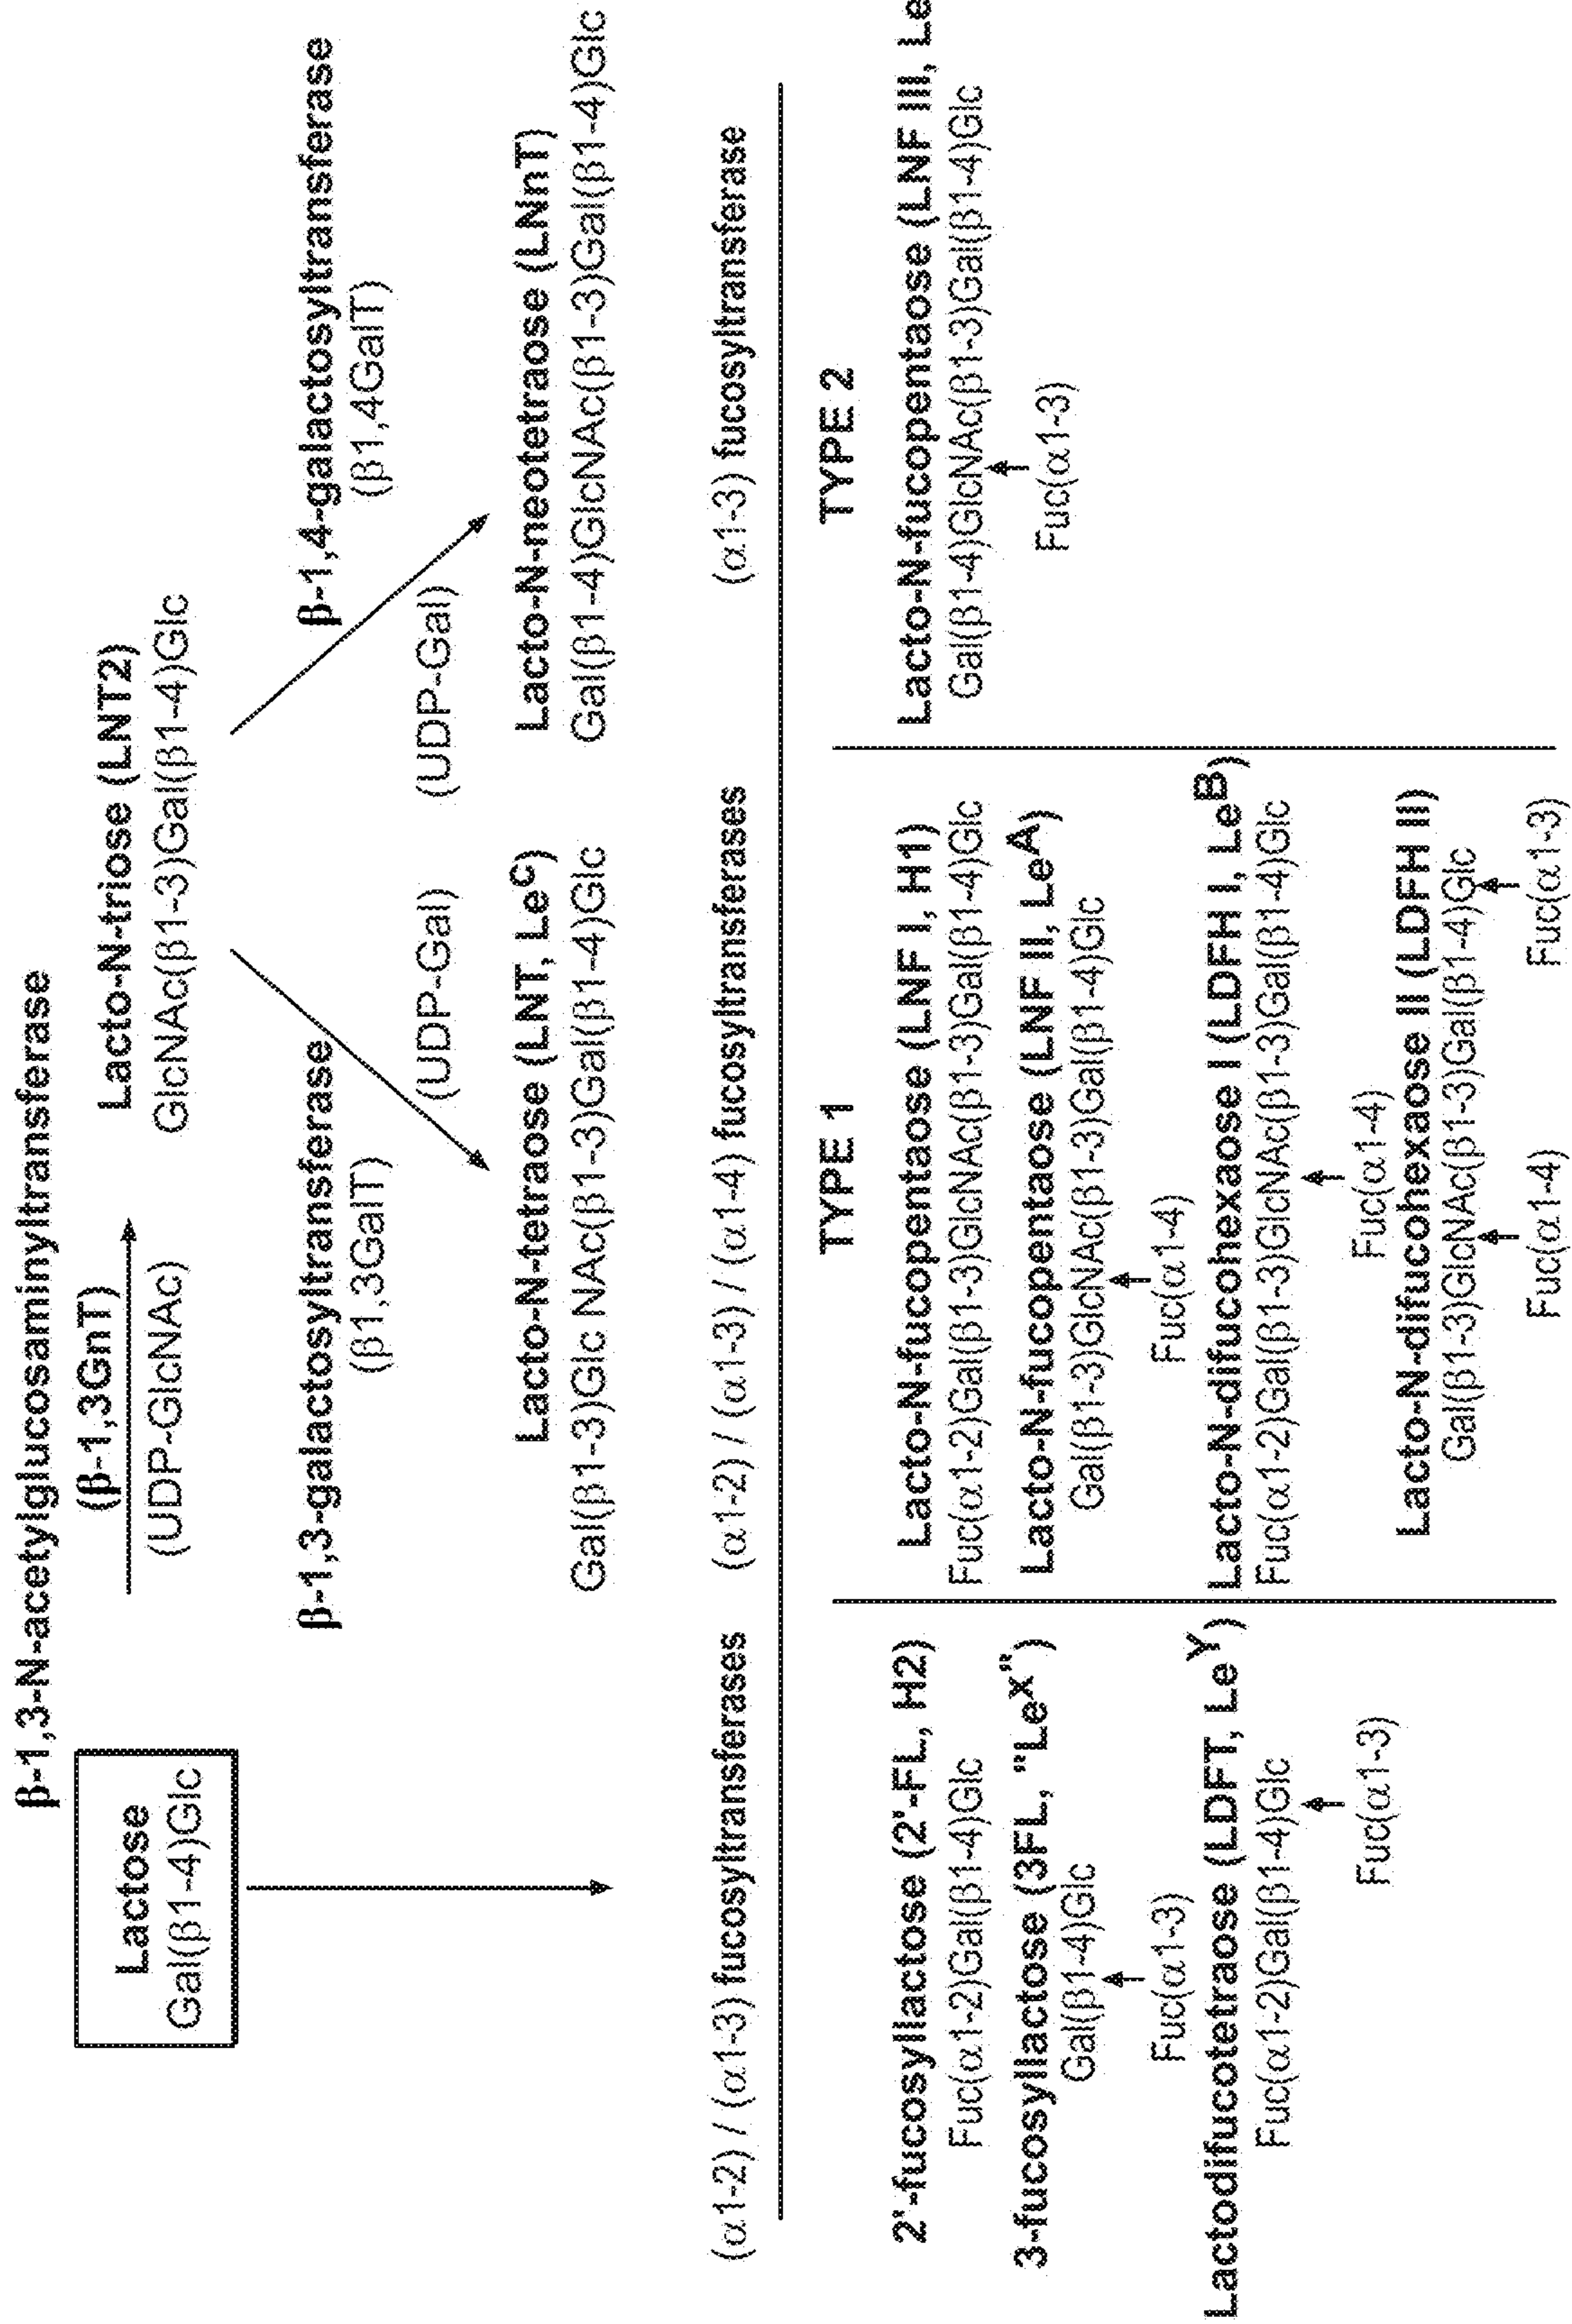 β-1,3-N-acetylglucosaminyltransferase
(β-1,3GnT)
(UDP-GlcNAc)
Lactose
Gal(β1-4)Glc
Lacto-N-triose (LNT2)
GlcNAc(β1-3)Gal(β1-4)Glc
β-1,3-galactosyltransferase
(β1,3GalT)
(UDP-Gal)
β-1,4-galactosyltransferase
(β1,4GalT)
(UDP-Gal)
Lacto-N-tetraose (LNT, Le^C)
Gal(β1-3)Glc NAc(β1-3)Gal(β1-4)Glc
Lacto-N-neotetraose (LNnT)
Gal(β1-4)GlcNAc(β1-3)Gal(β1-4)Glc
(α1-2) / (α1-3) fucosyltransferases
(α1-2) / (α1-3) / (α1-4) fucosyltransferases
(α1-3) fucosyltransferase
2'-fucosyllactose (2'-FL, H2)
Fuc(α1-2)Gal(β1-4)Glc
3-fucosyllactose (3FL, "Le^X")
Gal(β1-4)Glc
Fuc(α1-3)
Lactodifucotetraose (LDFT, Le^Y)
Fuc(α1-2)Gal(β1-4)Glc
Fuc(α1-3)
TYPE 1
Lacto-N-fucopentaose (LNF I, H1)
Fuc(α1-2)Gal(β1-3)GlcNAc(β1-3)Gal(β1-4)Glc
Lacto-N-fucopentaose (LNF II, Le^A)
Gal(β1-3)GlcNAc(β1-3)Gal(β1-4)Glc
Fuc(α1-4)
Lacto-N-difucohexaose I (LDFH I, Le^B)
Fuc(α1-2)Gal(β1-3)GlcNAc(β1-3)Gal(β1-4)Glc
Fuc(α1-4)
Lacto-N-difucohexaose II (LDFH II)
Gal(β1-3)GlcNAc(β1-3)Gal(β1-4)Glc
Fuc(α1-4) Fuc(α1-3)
TYPE 2
Lacto-N-fucopentaose (LNF III, Le
Gal(β1-4)GlcNAc(β1-3)Gal(β1-4)Glc
Fuc(α1-3)